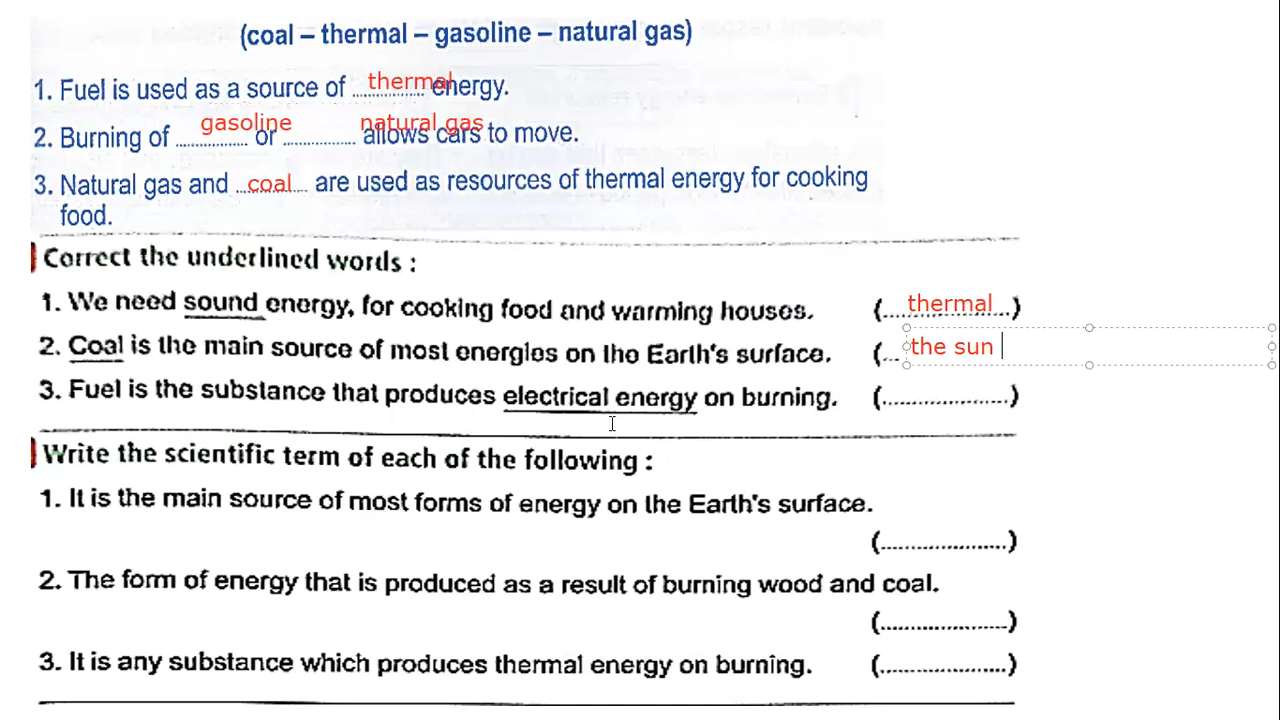 (coal – thermal – gasoline – natural gas)
1. Fuel is used as a source of thermal energy.
2. Burning of gasoline or natural gas allows cars to move.
3. Natural gas and coal are used as resources of thermal energy for cooking
food.
Correct the underlined words :
1. We need sound energy, for cooking food and warming houses. (....thermal...)
2. Coal is the main source of most energies on the Earth's surface. (... the sun
3. Fuel is the substance that produces electrical energy on burning. (.....................)
Write the scientific term of each of the following :
1. It is the main source of most forms of energy on the Earth's surface.
(.....................)
2. The form of energy that is produced as a result of burning wood and coal.
(.....................)
3. It is any substance which produces thermal energy on burning. (.....................)